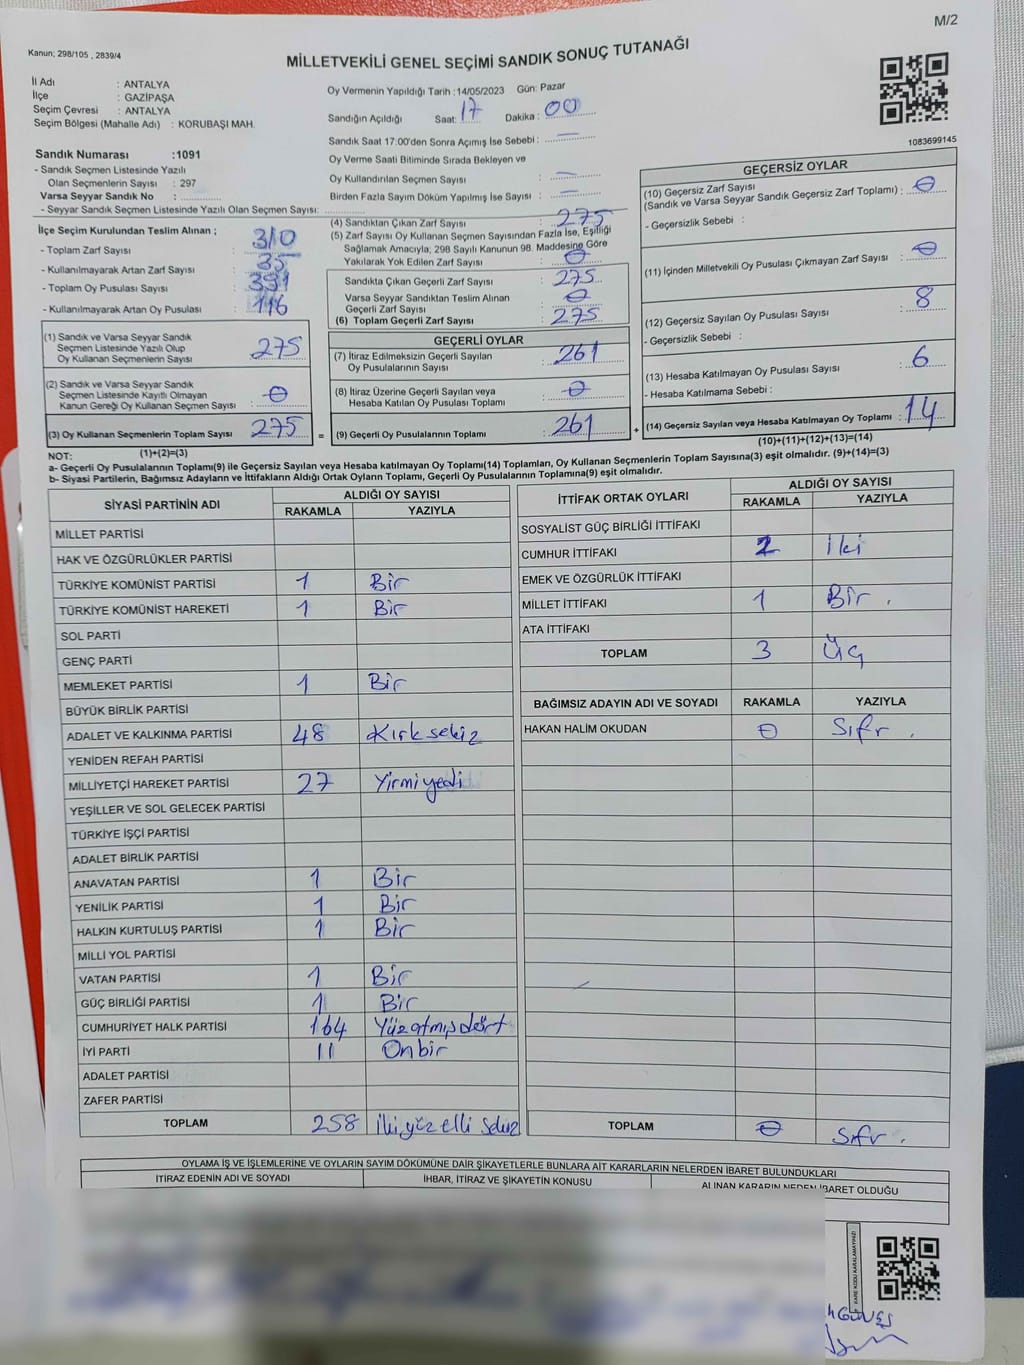 M/2
Kanun; 298/105 , 2839/4
MİLLETVEKİLİ GENEL SEÇİMİ SANDIK SONUÇ TUTANAĞI
İl Adı : ANTALYA
İlçe : GAZİPAŞA
Seçim Çevresi : ANTALYA
Seçim Bölgesi (Mahalle Adı) : KORUBAŞI MAH.
Sandık Numarası :1091
- Sandık Seçmen Listesinde Yazılı
Olan Seçmenlerin Sayısı : 297
Varsa Seyyar Sandık No :
- Seyyar Sandık Seçmen Listesinde Yazılı Olan Seçmen Sayısı:
Oy Vermenin Yapıldığı Tarih :14/05/2023 Gün: Pazar
Sandığın Açıldığı Saat: 17 Dakika : 00
Sandık Saat 17:00'den Sonra Açımış İse Sebebi : —
Oy Verme Saati Bitiminde Sırada Bekleyen ve
Oy Kullandırılan Seçmen Sayısı : —
Birden Fazla Sayım Döküm Yapılmış İse Sayısı : —
1083699145
İlçe Seçim Kurulundan Teslim Alınan ;
- Toplam Zarf Sayısı : 310
- Kullanılmayarak Artan Zarf Sayısı : 35
- Toplam Oy Pusulası Sayısı : 391
- Kullanılmayarak Artan Oy Pusulası : 116
(1) Sandık ve Varsa Seyyar Sandık
Seçmen Listesinde Yazılı Olup
Oy Kullanan Seçmenlerin Sayısı : 275
(2) Sandık ve Varsa Seyyar Sandık
Seçmen Listesinde Kayıtlı Olmayan
Kanun Gereği Oy Kullanan Seçmen Sayısı : 0
(3) Oy Kullanan Seçmenlerin Toplam Sayısı : 275
(1)+(2)=(3)
(4) Sandıktan Çıkan Zarf Sayısı : 275
(5) Zarf Sayısı Oy Kullanan Seçmen Sayısından Fazla İse, Eşitliği
Sağlamak Amacıyla; 298 Sayılı Kanunun 98. Maddesine Göre
Yakılarak Yok Edilen Zarf Sayısı : 0
Sandıkta Çıkan Geçerli Zarf Sayısı : 275
Varsa Seyyar Sandıktan Teslim Alınan
Geçerli Zarf Sayısı : 0
(6) Toplam Geçerli Zarf Sayısı : 275
GEÇERLİ OYLAR
(7) İtiraz Edilmeksizin Geçerli Sayılan
Oy Pusulalarının Sayısı : 261
(8) İtiraz Üzerine Geçerli Sayılan veya
Hesaba Katılan Oy Pusulası Toplamı : 0
= (9) Geçerli Oy Pusulalarının Toplamı : 261
GEÇERSİZ OYLAR
(10) Geçersiz Zarf Sayısı
(Sandık ve Varsa Seyyar Sandık Geçersiz Zarf Toplamı) : 0
- Geçersizlik Sebebi :
(11) İçinden Milletvekili Oy Pusulası Çıkmayan Zarf Sayısı : 0
(12) Geçersiz Sayılan Oy Pusulası Sayısı : 8
- Geçersizlik Sebebi :
(13) Hesaba Katılmayan Oy Pusulası Sayısı : 6
- Hesaba Katılmama Sebebi :
+ (14) Geçersiz Sayılan veya Hesaba Katılmayan Oy Toplamı : 14
(10)+(11)+(12)+(13)=(14)
NOT:
a- Geçerli Oy Pusulalarının Toplamı(9) ile Geçersiz Sayılan veya Hesaba katılmayan Oy Toplamı(14) Toplamları, Oy Kullanan Seçmenlerin Toplam Sayısına(3) eşit olmalıdır. (9)+(14)=(3)
b- Siyasi Partilerin, Bağımsız Adayların ve İttifakların Aldığı Ortak Oyların Toplamı, Geçerli Oy Pusulalarının Toplamına(9) eşit olmalıdır.
SİYASİ PARTİNİN ADI ALDIĞI OY SAYISI
RAKAMLA YAZIYLA
MİLLET PARTİSİ
HAK VE ÖZGÜRLÜKLER PARTİSİ
TÜRKİYE KOMÜNİST PARTİSİ 1 Bir
TÜRKİYE KOMÜNİST HAREKETİ 1 Bir
SOL PARTİ
GENÇ PARTİ
MEMLEKET PARTİSİ 1 Bir
BÜYÜK BİRLİK PARTİSİ
ADALET VE KALKINMA PARTİSİ 48 Kırksekiz
YENİDEN REFAH PARTİSİ
MİLLİYETÇİ HAREKET PARTİSİ 27 Yirmiyedi
YEŞİLLER VE SOL GELECEK PARTİSİ
TÜRKİYE İŞÇİ PARTİSİ
ADALET BİRLİK PARTİSİ
ANAVATAN PARTİSİ 1 Bir
YENİLİK PARTİSİ 1 Bir
HALKIN KURTULUŞ PARTİSİ 1 Bir
MİLLİ YOL PARTİSİ
VATAN PARTİSİ 1 Bir
GÜÇ BİRLİĞİ PARTİSİ 1 Bir
CUMHURİYET HALK PARTİSİ 164 Yüzatmışdört
İYİ PARTİ 11 Onbir
ADALET PARTİSİ
ZAFER PARTİSİ
TOPLAM 258 İkiyüzelli Sekiz
İTTİFAK ORTAK OYLARI ALDIĞI OY SAYISI
RAKAMLA YAZIYLA
SOSYALİST GÜÇ BİRLİĞİ İTTİFAKI
CUMHUR İTTİFAKI 2 İki
EMEK VE ÖZGÜRLÜK İTTİFAKI
MİLLET İTTİFAKI 1 Bir .
ATA İTTİFAKI
TOPLAM 3 Üç
BAĞIMSIZ ADAYIN ADI VE SOYADI RAKAMLA YAZIYLA
HAKAN HALİM OKUDAN 0 Sıfr .
TOPLAM 0 Sıfr .
OYLAMA İŞ VE İŞLEMLERİNE VE OYLARIN SAYIM DÖKÜMÜNE DAİR ŞİKAYETLERLE BUNLARA AİT KARARLARIN NELERDEN İBARET BULUNDUKLARI
İTİRAZ EDENİN ADI VE SOYADI İHBAR, İTİRAZ VE ŞİKAYETİN KONUSU ALINAN KARARIN NEDEN İBARET OLDUĞU
KARE KODU KARALAMAYINIZ!